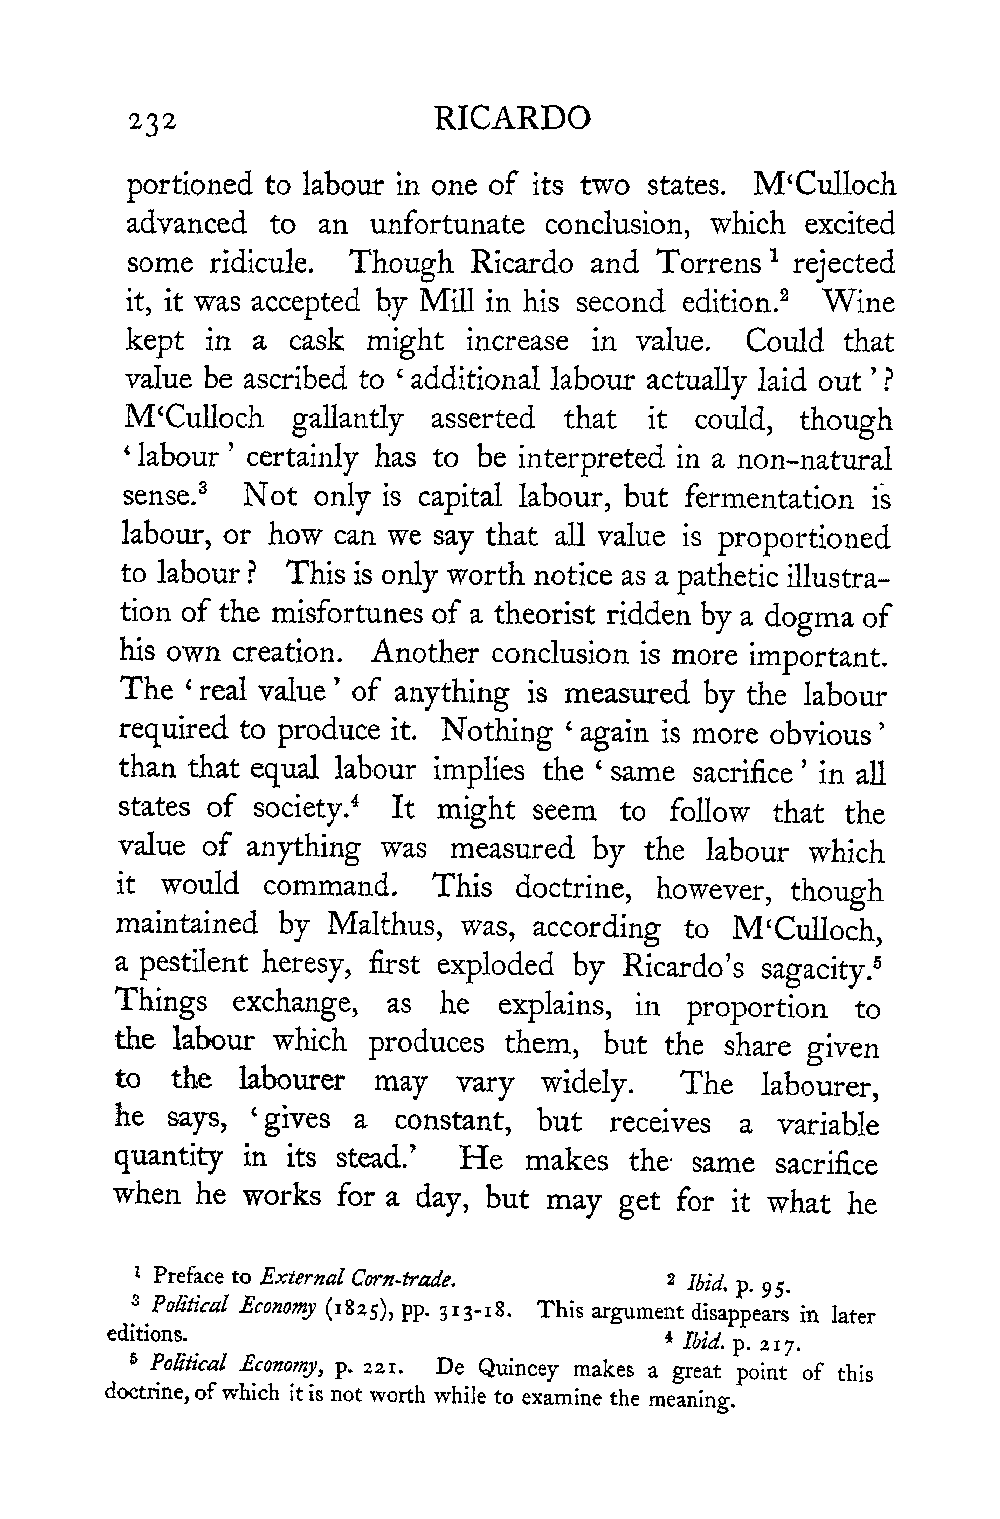 232 RICARDO
portioned to labour in one of its two states. M‘Culloch
advanced to an unfortunate conclusion, which excited
some ridicule. Though Ricardo and Torrens ¹ rejected
it, it was accepted by Mill in his second edition.² Wine
kept in a cask might increase in value. Could that
value be ascribed to ‘ additional labour actually laid out ’ ?
M‘Culloch gallantly asserted that it could, though
‘ labour ’ certainly has to be interpreted in a non-natural
sense.³ Not only is capital labour, but fermentation is
labour, or how can we say that all value is proportioned
to labour ? This is only worth notice as a pathetic illustra-
tion of the misfortunes of a theorist ridden by a dogma of
his own creation. Another conclusion is more important.
The ‘ real value ’ of anything is measured by the labour
required to produce it. Nothing ‘ again is more obvious ’
than that equal labour implies the ‘ same sacrifice ’ in all
states of society.⁴ It might seem to follow that the
value of anything was measured by the labour which
it would command. This doctrine, however, though
maintained by Malthus, was, according to M‘Culloch,
a pestilent heresy, first exploded by Ricardo’s sagacity.⁵
Things exchange, as he explains, in proportion to
the labour which produces them, but the share given
to the labourer may vary widely. The labourer,
he says, ‘ gives a constant, but receives a variable
quantity in its stead.’ He makes the same sacrifice
when he works for a day, but may get for it what he
¹ Preface to External Corn-trade. ² Ibid. p. 95.
³ Political Economy (1825), pp. 313-18. This argument disappears in later
editions. ⁴ Ibid. p. 217.
⁵ Political Economy, p. 221. De Quincey makes a great point of this
doctrine, of which it is not worth while to examine the meaning.